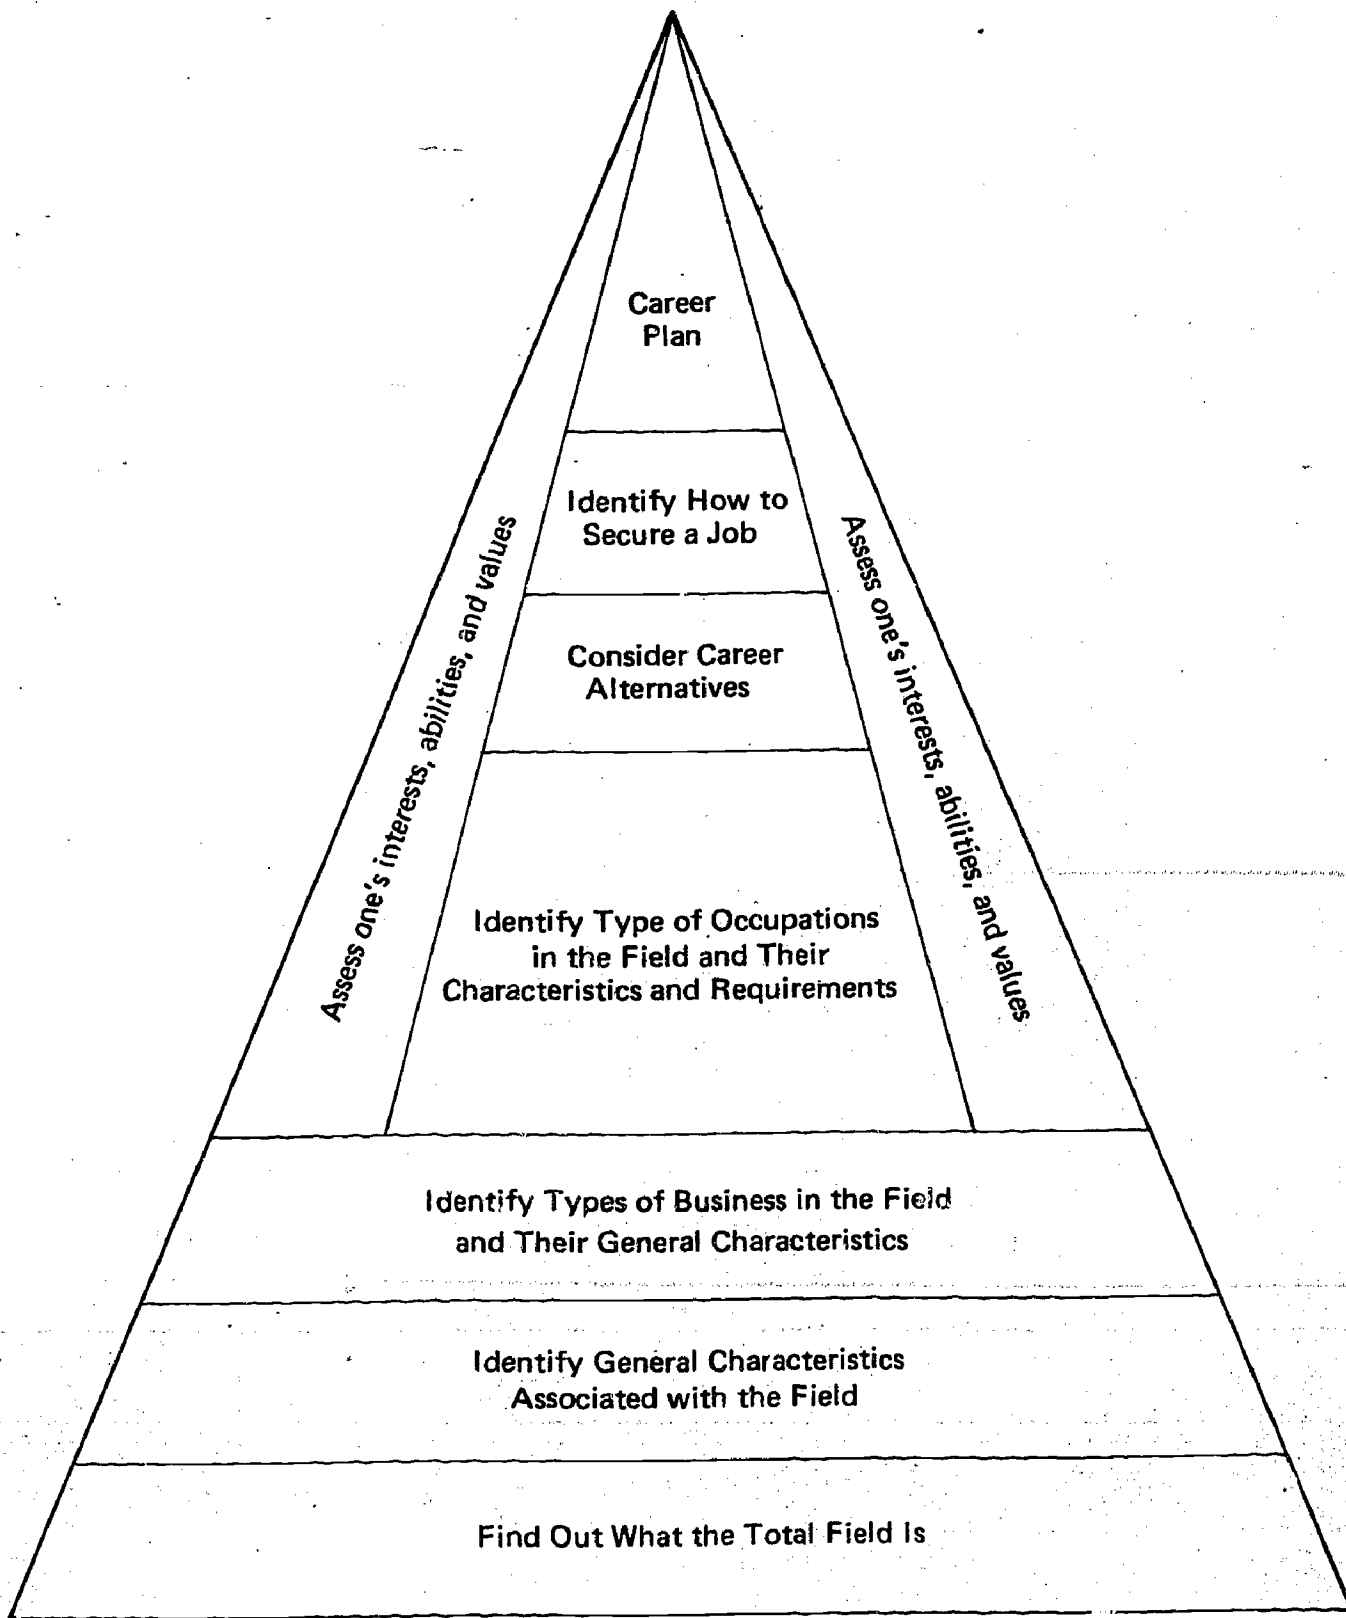 Career
Plan
Identify How to
Secure a Job
Consider Career
Alternatives
Assess one's interests, abilities, and values
Assess one's interests, abilities, and values
Identify Type of Occupations
in the Field and Their
Characteristics and Requirements
Identify Types of Business in the Field
and Their General Characteristics
Identify General Characteristics
Associated with the Field
Find Out What the Total Field Is